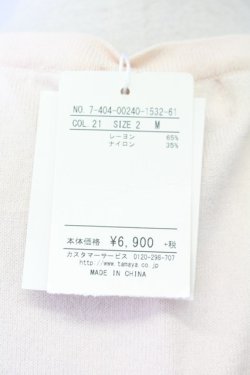 NO. 7-404-00240-1532-61
COL.21 SIZE 2 M
レーヨン 65%
ナイロン 35%
本体価格 ¥6,900 +税
カスタマーサービス 0120-298-707
http://www.tamaya.co.jp
MADE IN CHINA